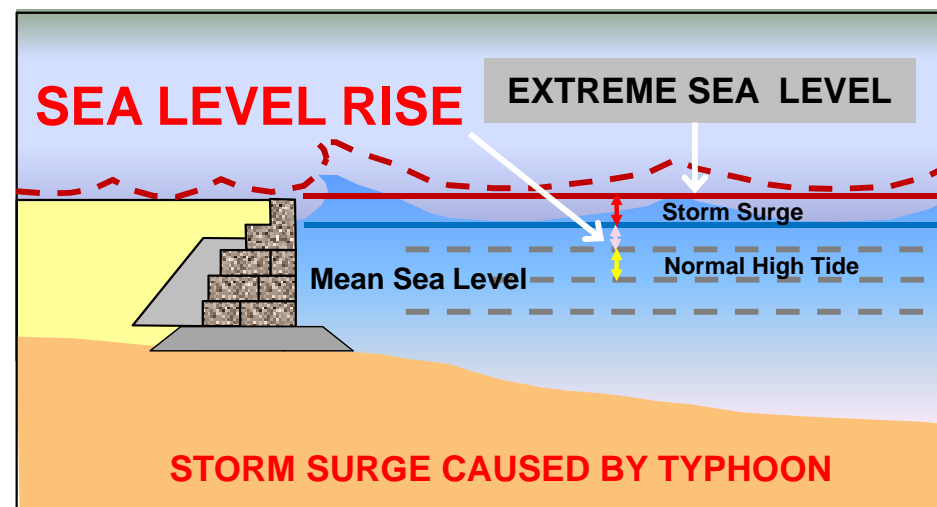 EXTREME SEA LEVEL
SEA LEVEL RISE
Storm Surge
Normal High Tide
Mean Sea Level
STORM SURGE CAUSED BY TYPHOON